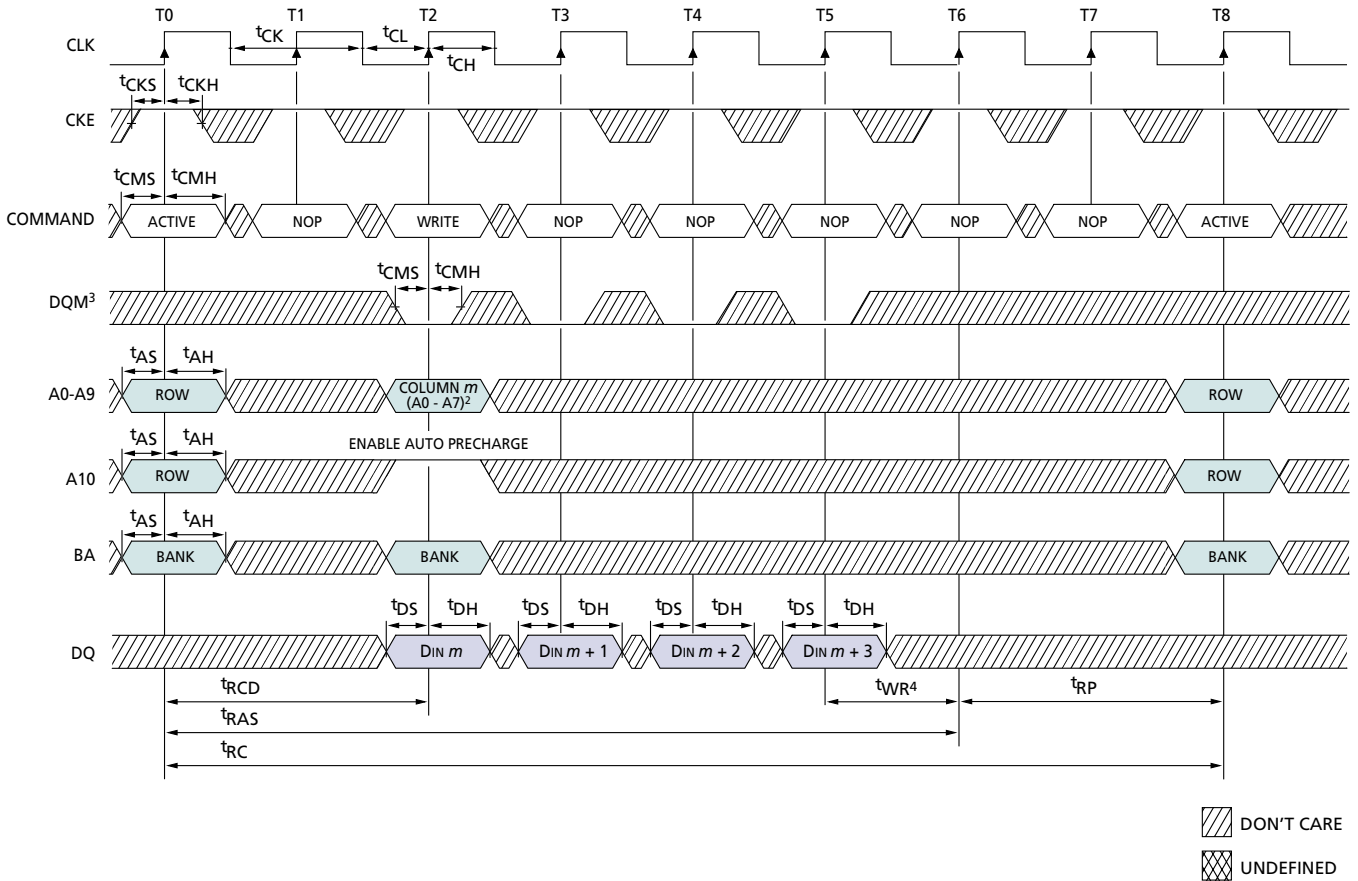 T0 T1 T2 T3 T4 T5 T6 T7 T8
CLK
tCK tCL
tCH
tCKS tCKH
CKE
tCMS tCMH
COMMAND ACTIVE NOP WRITE NOP NOP NOP NOP NOP ACTIVE
tCMS tCMH
DQM3
tAS tAH
A0-A9 ROW COLUMN m ROW
(A0 - A7)2
tAS tAH ENABLE AUTO PRECHARGE
A10 ROW ROW
tAS tAH
BA BANK BANK BANK
tDS tDH tDS tDH tDS tDH tDS tDH
DQ DIN m DIN m + 1 DIN m + 2 DIN m + 3
tRCD tWR4 tRP
tRAS
tRC
DON'T CARE
UNDEFINED